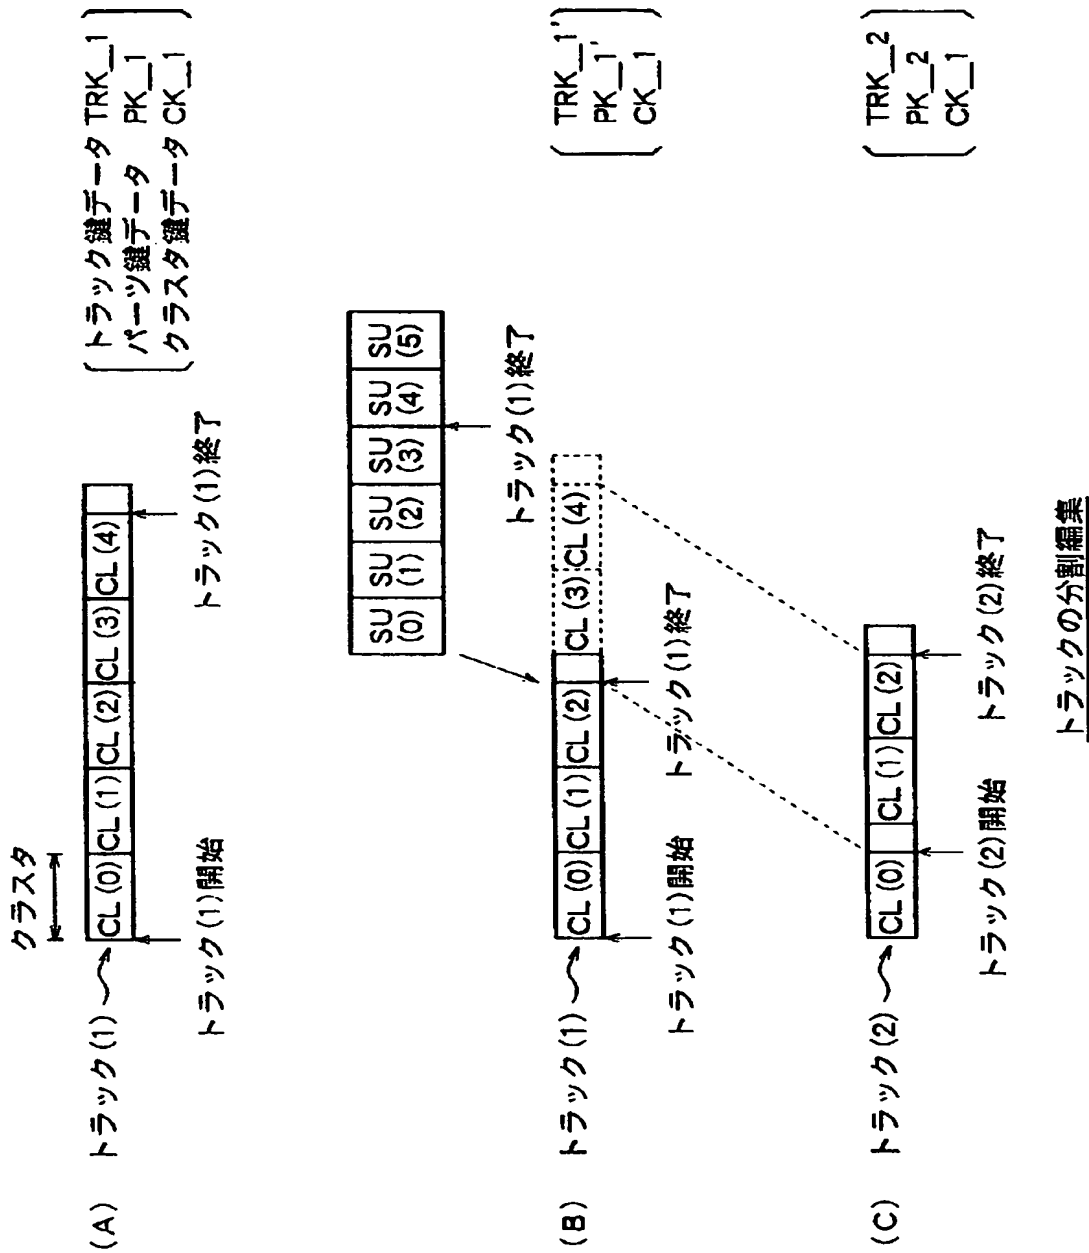 クラスタ
(A) トラック(1)
CL(0) CL(1) CL(2) CL(3) CL(4)
トラック(1)開始
トラック(1)終了
トラック鍵データ TRK_1
パーツ鍵データ PK_1
クラスタ鍵データ CK_1
SU (0) SU (1) SU (2) SU (3) SU (4) SU (5)
トラック(1)終了
(B) トラック(1)
CL(0) CL(1) CL(2) CL(3) CL(4)
トラック(1)開始
トラック(1)終了
TRK_1'
PK_1'
CK_1
(C) トラック(2)
CL(0) CL(1) CL(2)
トラック(2)開始
トラック(2)終了
TRK_2
PK_2
CK_1
トラックの分割編集